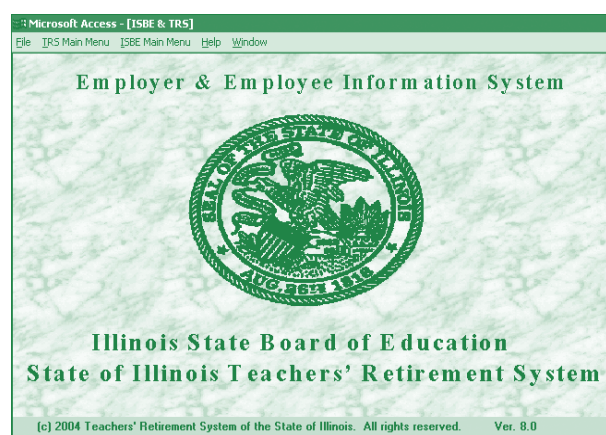 Microsoft Access - [ISBE & TRS]
File TRS Main Menu ISBE Main Menu Help Window
Employer & Employee Information System
SEAL OF THE STATE OF ILLINOIS
AUG. 26TH 1818
Illinois State Board of Education
State of Illinois Teachers' Retirement System
(c) 2004 Teachers' Retirement System of the State of Illinois. All rights reserved. Ver. 8.0